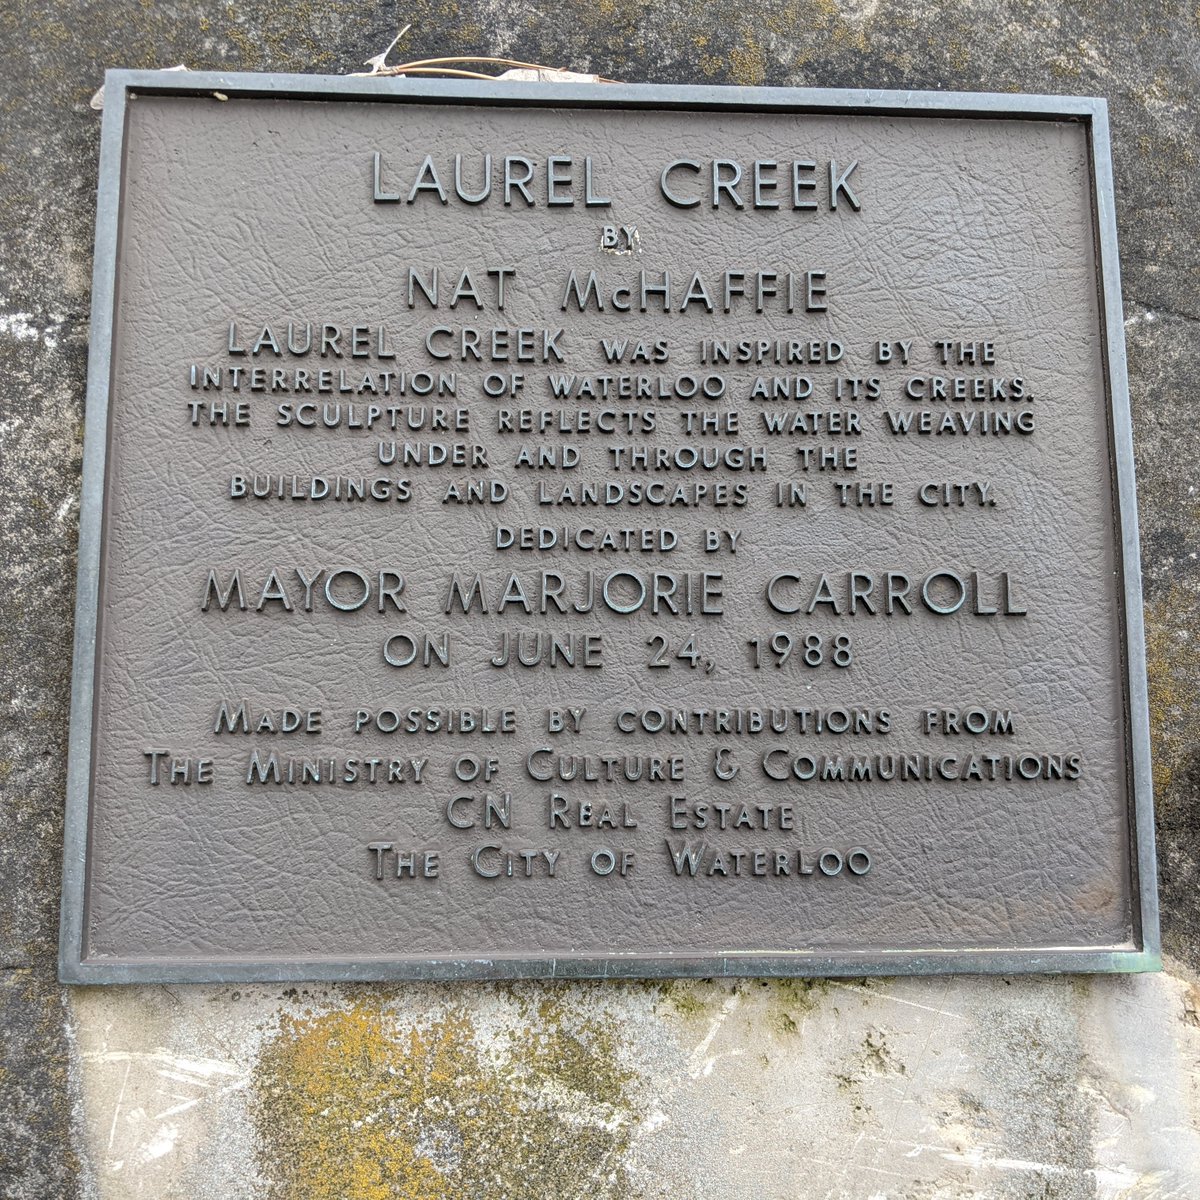 LAUREL CREEK
BY
NAT McHAFFIE
LAUREL CREEK WAS INSPIRED BY THE
INTERRELATION OF WATERLOO AND ITS CREEKS.
THE SCULPTURE REFLECTS THE WATER WEAVING
UNDER AND THROUGH THE
BUILDINGS AND LANDSCAPES IN THE CITY.
DEDICATED BY
MAYOR MARJORIE CARROLL
ON JUNE 24, 1988
MADE POSSIBLE BY CONTRIBUTIONS FROM
THE MINISTRY OF CULTURE & COMMUNICATIONS
CN REAL ESTATE
THE CITY OF WATERLOO